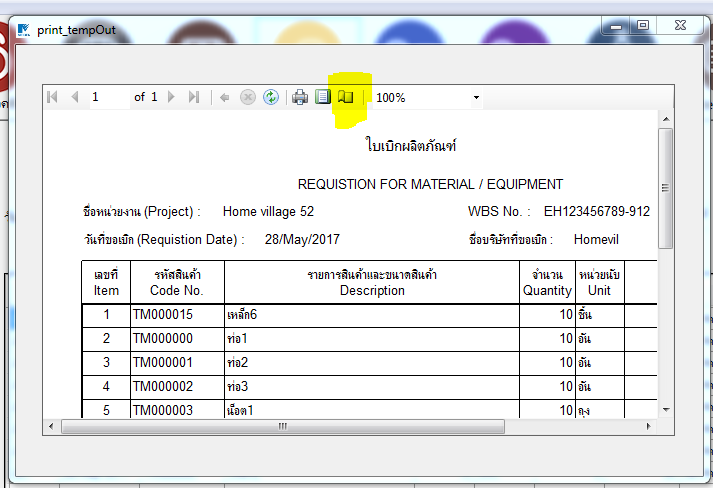 print_tempOut
1 of 1 100%
ใบเบิกผลิตภัณฑ์
REQUISTION FOR MATERIAL / EQUIPMENT
ชื่อหน่วยงาน (Project) : Home village 52 WBS No. : EH123456789-912
วันที่ขอเบิก (Requistion Date) : 28/May/2017 ชื่อบริษัทที่ขอเบิก : Homevil
เลขที่ รหัสสินค้า รายการสินค้าและขนาดสินค้า จำนวน หน่วยนับ
Item Code No. Description Quantity Unit
1 TM000015 เหล็ก6 10 ชิ้น
2 TM000000 ท่อ1 10 อัน
3 TM000001 ท่อ2 10 อัน
4 TM000002 ท่อ3 10 อัน
5 TM000003 น็อต1 10 ถุง